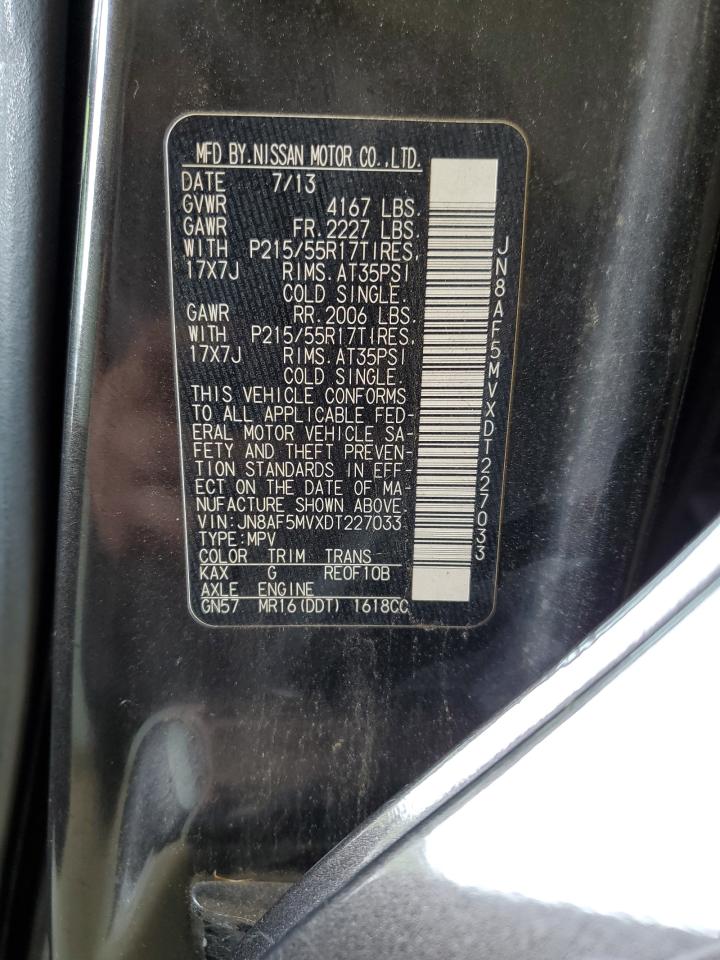 MFD BY.NISSAN MOTOR CO.,LTD.
DATE 7/13
GVWR 4167 LBS.
GAWR FR. 2227 LBS.
WITH P215/55R17TIRES,
17X7J RIMS.AT35PSI
COLD SINGLE.
GAWR RR. 2006 LBS.
WITH P215/55R17TIRES,
17X7J RIMS.AT35PSI
COLD SINGLE.
THIS VEHICLE CONFORMS
TO ALL APPLICABLE FED-
ERAL MOTOR VEHICLE SA-
FETY AND THEFT PREVEN-
TION STANDARDS IN EFF-
ECT ON THE DATE OF MA-
NUFACTURE SHOWN ABOVE.
VIN:JN8AF5MVXDT227033
TYPE:MPV
COLOR TRIM TRANS
KAX G RE0F10B
AXLE ENGINE
GN57 MR16(DDT) 1618CC
JN8AF5MVXDT227033